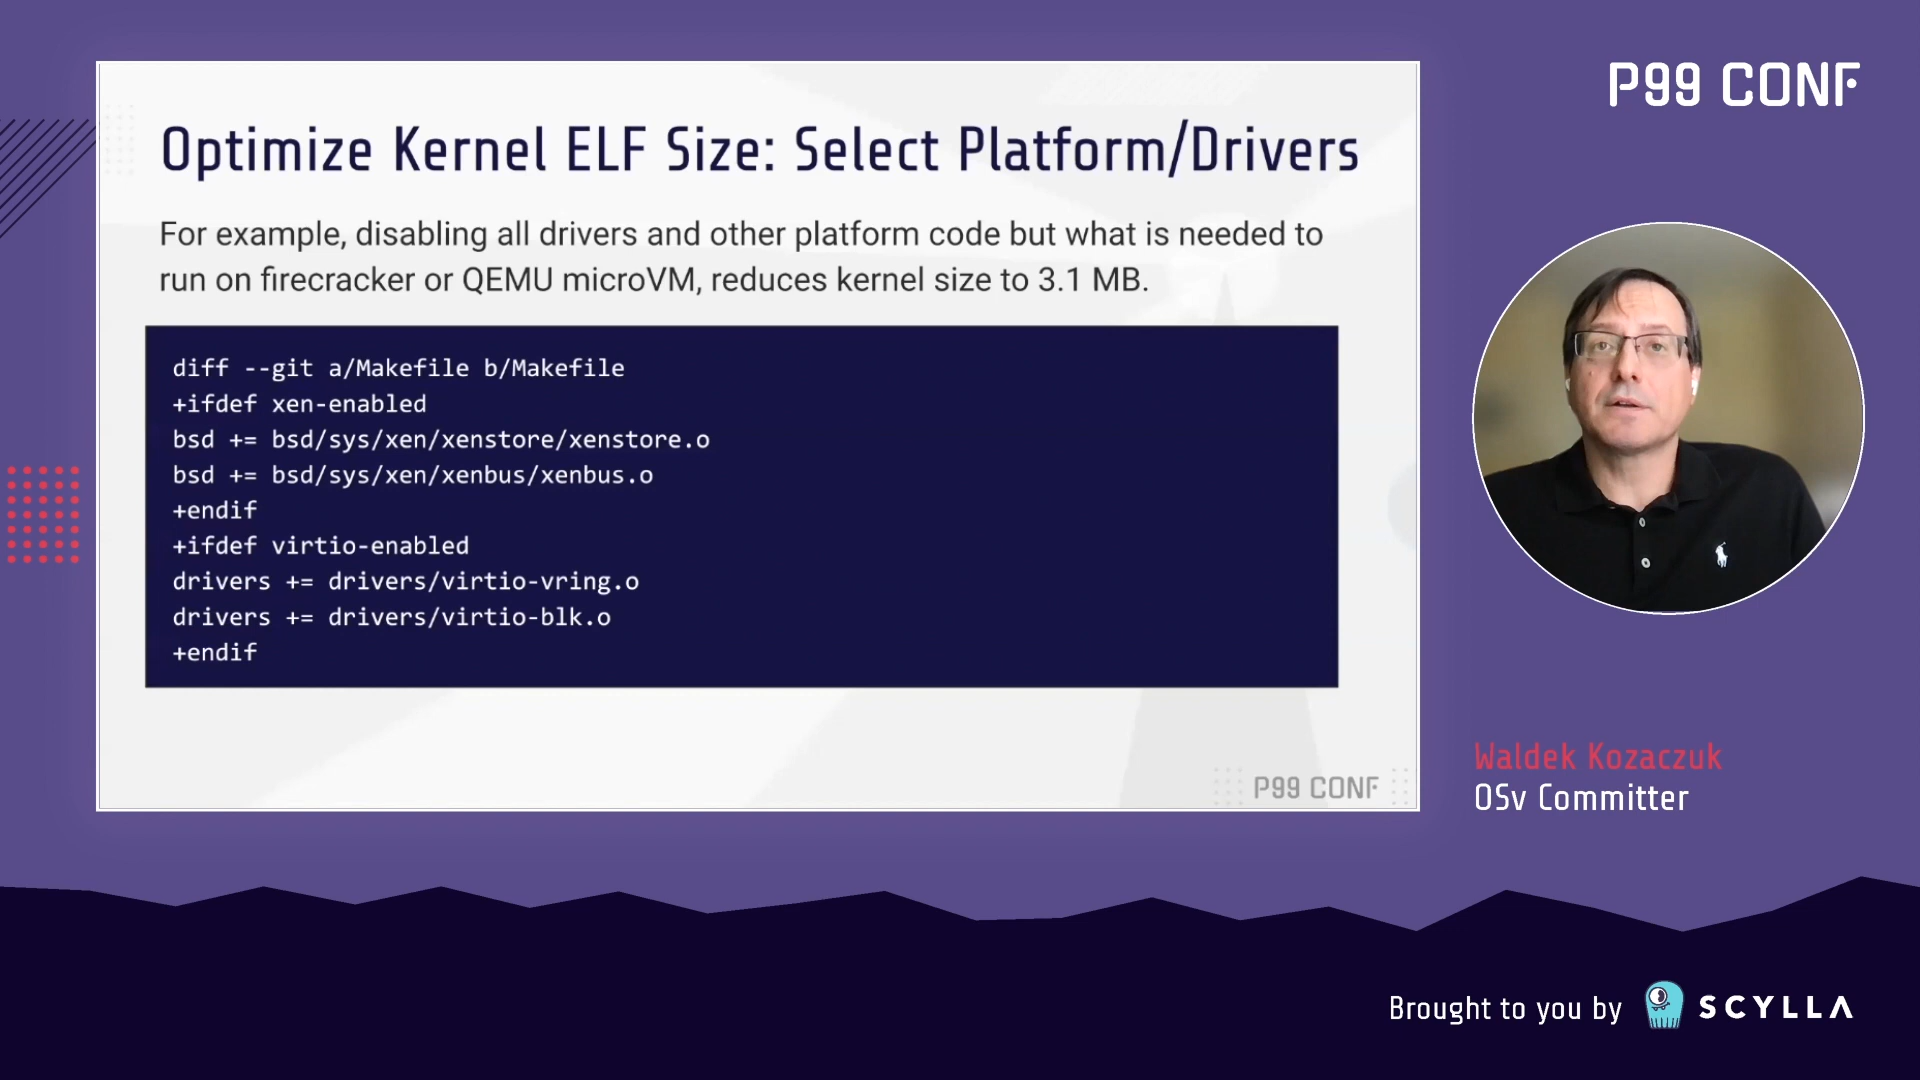 P99 CONF
Optimize Kernel ELF Size: Select Platform/Drivers
For example, disabling all drivers and other platform code but what is needed to
run on firecracker or QEMU microVM, reduces kernel size to 3.1 MB.
diff --git a/Makefile b/Makefile
+ifdef xen-enabled
bsd += bsd/sys/xen/xenstore/xenstore.o
bsd += bsd/sys/xen/xenbus/xenbus.o
+endif
+ifdef virtio-enabled
drivers += drivers/virtio-vring.o
drivers += drivers/virtio-blk.o
+endif
P99 CONF
Waldek Kozaczuk
OSv Committer
Brought to you by SCYLLA